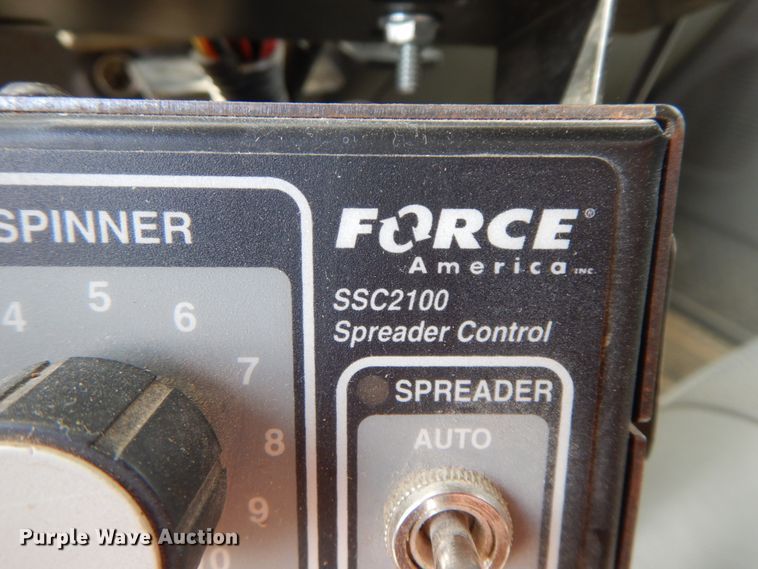 SPINNER
FORCE®
America INC.
SSC2100
Spreader Control
4 5 6
7
8
9
SPREADER
AUTO
Purple Wave Auction